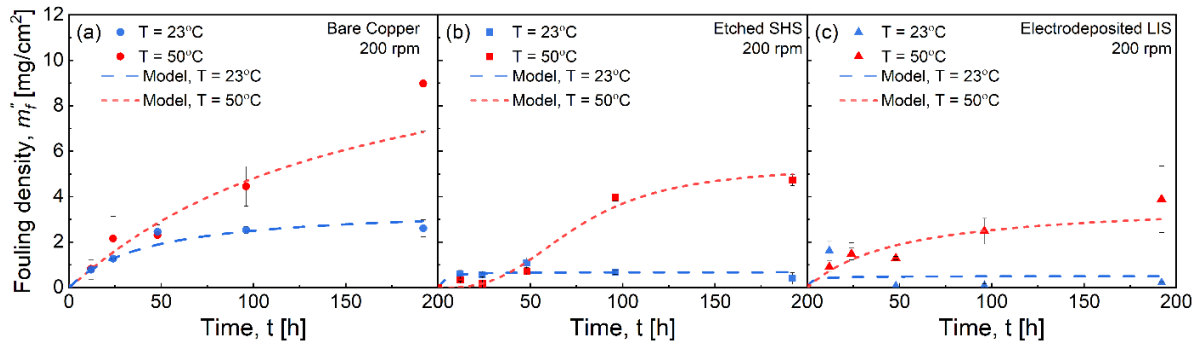 Fouling density, m″f [mg/cm²]
12
10
8
6
4
2
0
(a)
Bare Copper
200 rpm
T = 23°C
T = 50°C
Model, T = 23°C
Model, T = 50°C
0 50 100 150 200
Time, t [h]
(b)
Etched SHS
200 rpm
T = 23°C
T = 50°C
Model, T = 23°C
Model, T = 50°C
0 50 100 150 200
Time, t [h]
(c)
Electrodeposited LIS
200 rpm
T = 23°C
T = 50°C
Model, T = 23°C
Model, T = 50°C
0 50 100 150 200
Time, t [h]